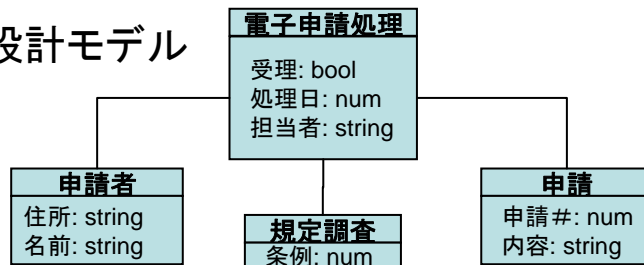 設計モデル
電子申請処理
受理: bool
処理日: num
担当者: string
申請者
住所: string
名前: string
規定調査
条例: num
申請
申請＃: num
内容: string